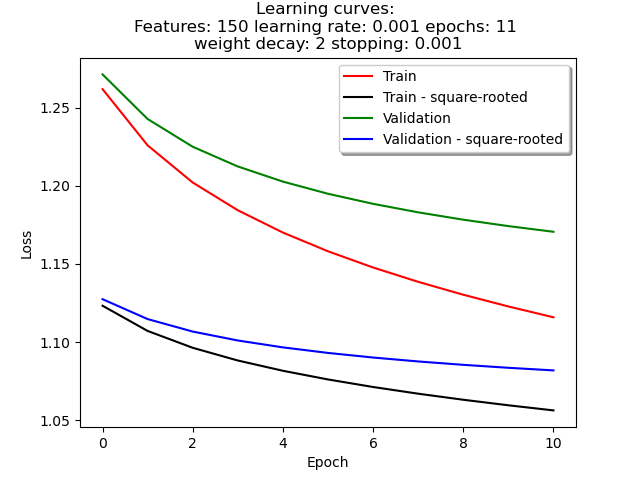 Learning curves:
Features: 150 learning rate: 0.001 epochs: 11
weight decay: 2 stopping: 0.001
Train
Train - square-rooted
Validation
Validation - square-rooted
1.25
1.20
1.15
1.10
1.05
Loss
0 2 4 6 8 10
Epoch